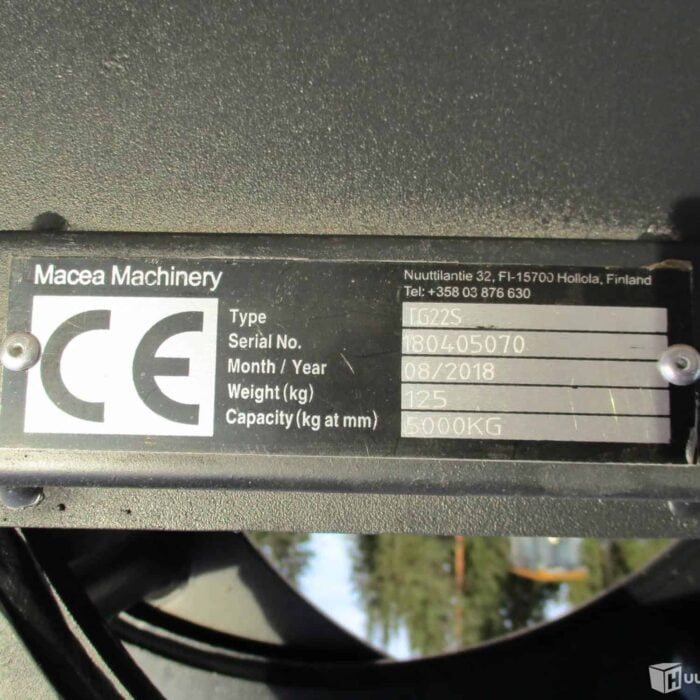 Macea Machinery
Nuuttilantie 32, FI-15700 Hollola, Finland
Tel: +358 03 876 630
CE
Type TG22S
Serial No. 180405070
Month / Year 08/2018
Weight (kg) 125
Capacity (kg at mm) 5000KG